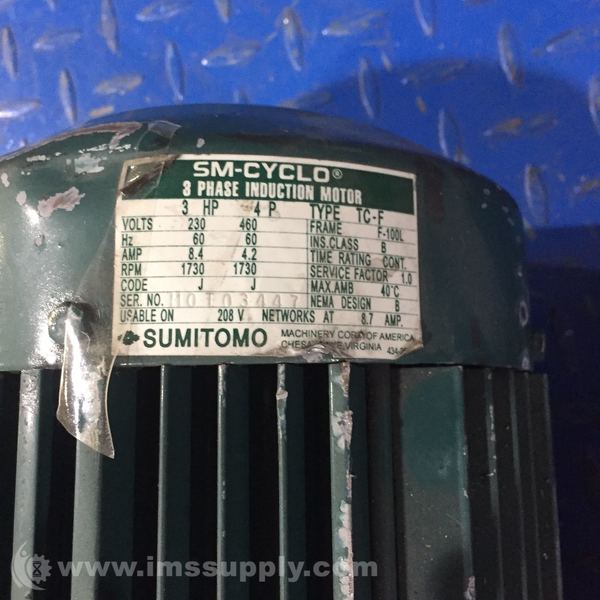 SM-CYCLO®
3 PHASE INDUCTION MOTOR
3 HP 4 P TYPE TC-F
VOLTS 230 460 FRAME F-100L
Hz 60 60 INS.CLASS B
AMP 8.4 4.2 TIME RATING CONT.
RPM 1730 1730 SERVICE FACTOR 1.0
CODE J J MAX.AMB 40°C
SER. NO. NEMA DESIGN B
USABLE ON 208 V NETWORKS AT 8.7 AMP.
SUMITOMO MACHINERY CORP. OF AMERICA
VIRGINIA
www.imssupply.com